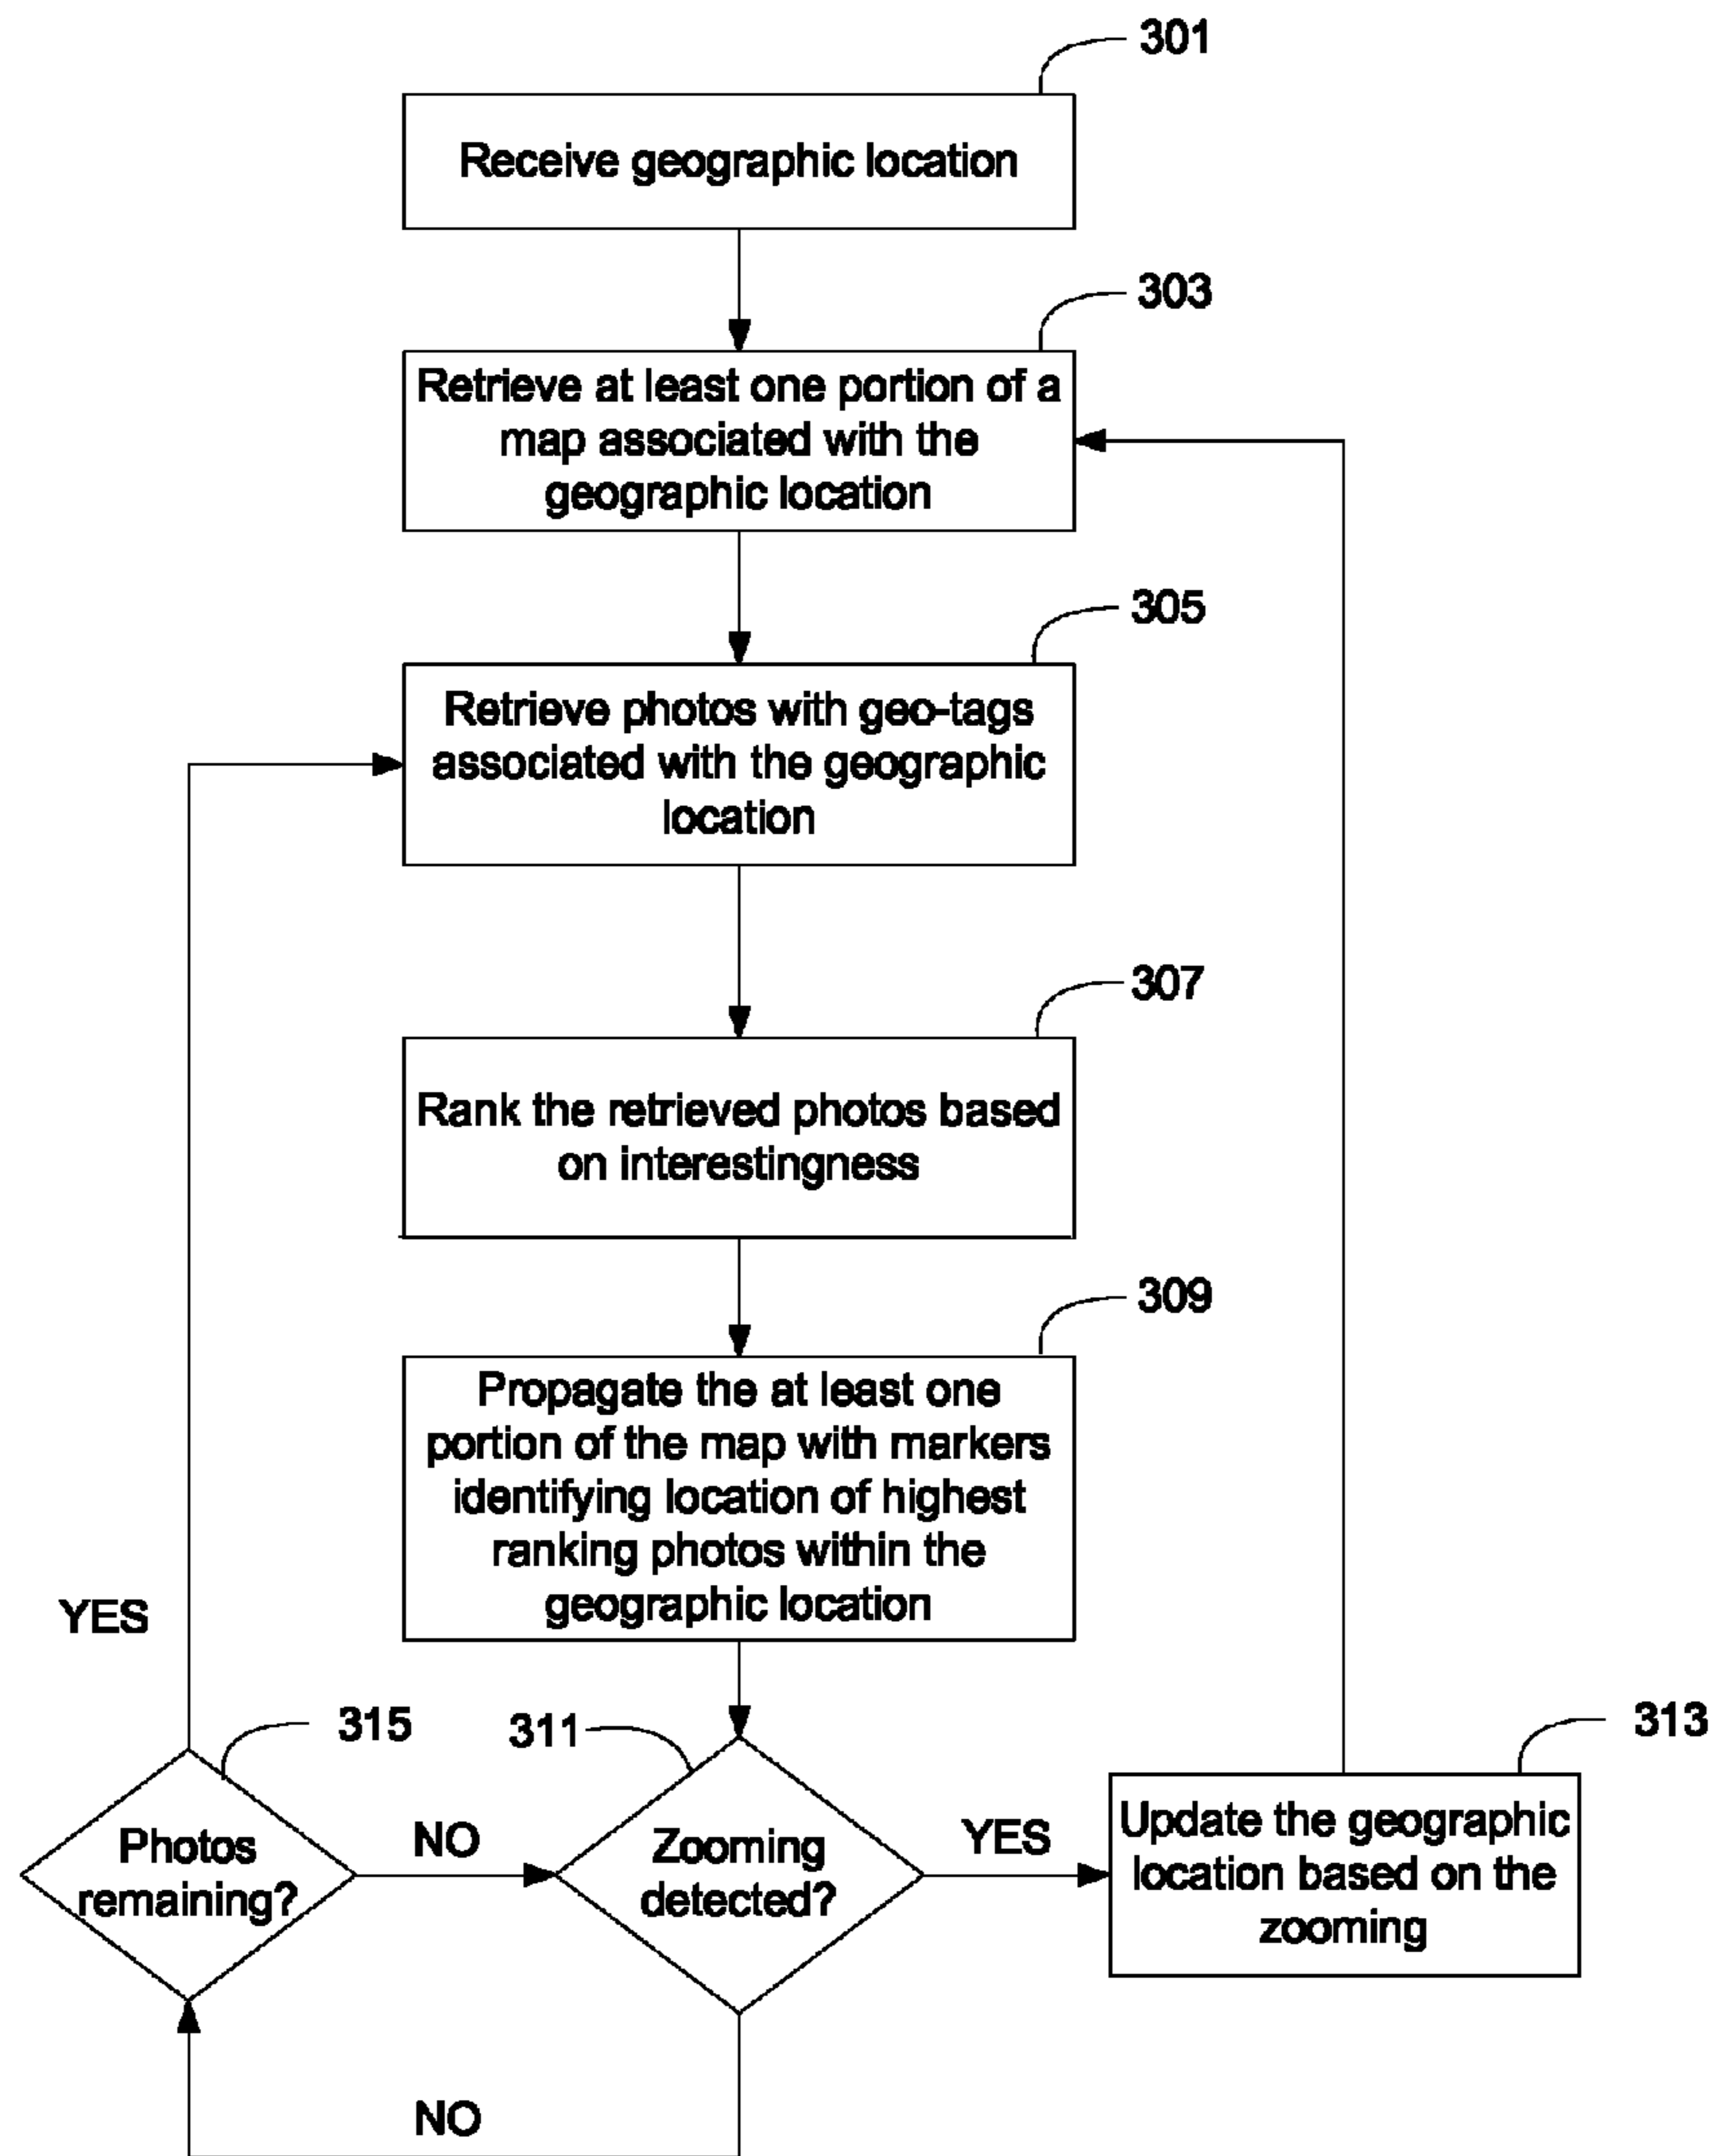 301
Receive geographic location
303
Retrieve at least one portion of a
map associated with the
geographic location
305
Retrieve photos with geo-tags
associated with the geographic
location
307
Rank the retrieved photos based
on interestingness
309
Propagate the at least one
portion of the map with markers
identifying location of highest
ranking photos within the
geographic location
YES
315
311
313
Photos
remaining?
NO
Zooming
detected?
YES
Update the geographic
location based on the
zooming
NO